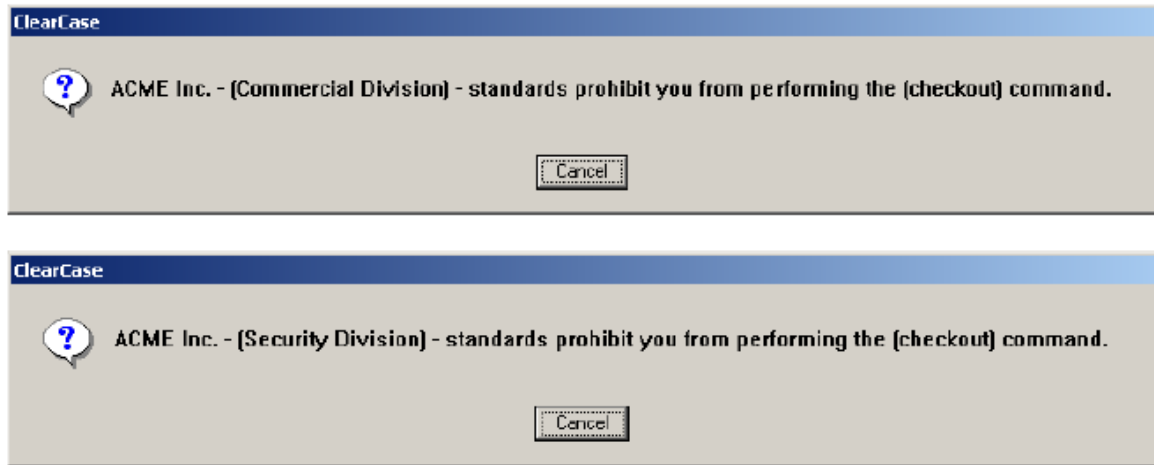 ClearCase
ACME Inc. - (Commercial Division) - standards prohibit you from performing the (checkout) command.
Cancel
ClearCase
ACME Inc. - (Security Division) - standards prohibit you from performing the (checkout) command.
Cancel